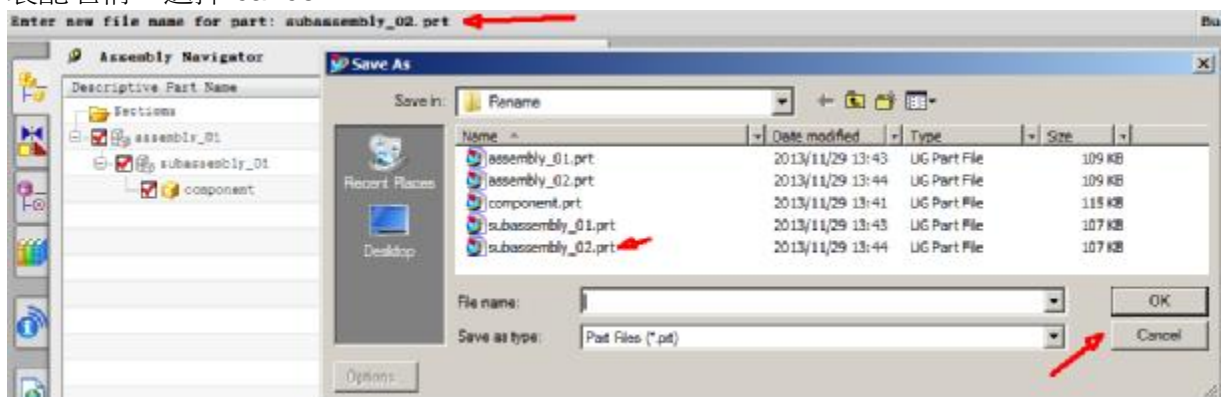 Enter new file name for part: subassembly_02.prt
Bu
Assembly Navigator
Descriptive Part Name
Sections
assembly_01
subassembly_01
component
Save As
Save in:
Rename
Name
Date modified
Type
Size
assembly_01.prt 2013/11/29 13:43 UG Part File 109 KB
assembly_02.prt 2013/11/29 13:44 UG Part File 109 KB
component.prt 2013/11/29 13:41 UG Part File 115 KB
subassembly_01.prt 2013/11/29 13:43 UG Part File 107 KB
subassembly_02.prt 2013/11/29 13:44 UG Part File 107 KB
Recent Places
Desktop
File name:
OK
Save as type:
Part Files (*.prt)
Cancel
Options...